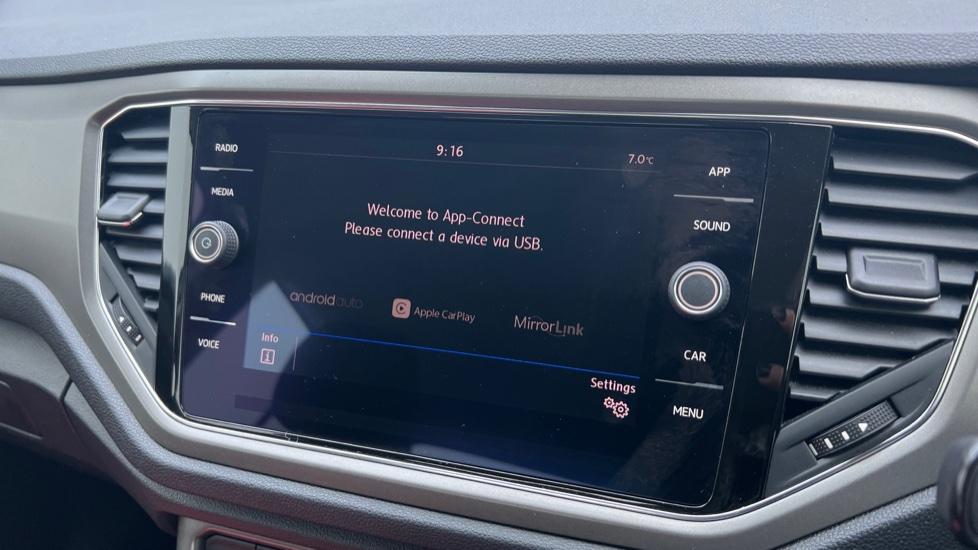 RADIO
MEDIA
PHONE
VOICE
9:16
7.0°C
Welcome to App-Connect
Please connect a device via USB.
androidauto
Apple CarPlay
MirrorLink
Info
i
Settings
APP
SOUND
CAR
MENU